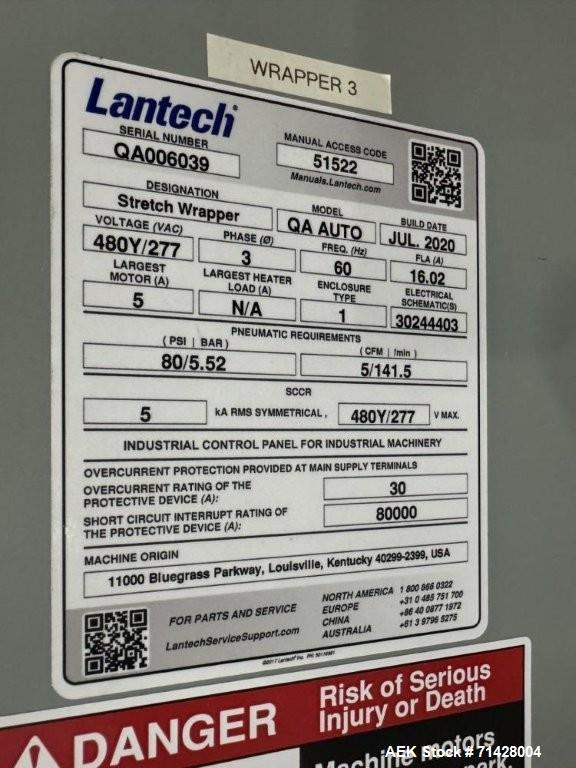 WRAPPER 3
Lantech
SERIAL NUMBER
QA006039
MANUAL ACCESS CODE
51522
Manuals.Lantech.com
DESIGNATION
Stretch Wrapper
MODEL
QA AUTO
BUILD DATE
JUL. 2020
VOLTAGE (VAC)
480Y/277
PHASE (Ø)
3
FREQ. (Hz)
60
FLA (A)
16.02
LARGEST
MOTOR (A)
5
LARGEST HEATER
LOAD (A)
N/A
ENCLOSURE
TYPE
1
ELECTRICAL
SCHEMATIC(S)
30244403
PNEUMATIC REQUIREMENTS
( PSI | BAR )
80/5.52
( CFM | l/min )
5/141.5
SCCR
5 kA RMS SYMMETRICAL, 480Y/277 V MAX.
INDUSTRIAL CONTROL PANEL FOR INDUSTRIAL MACHINERY
OVERCURRENT PROTECTION PROVIDED AT MAIN SUPPLY TERMINALS
OVERCURRENT RATING OF THE
PROTECTIVE DEVICE (A):
30
SHORT CIRCUIT INTERRUPT RATING OF
THE PROTECTIVE DEVICE (A):
80000
MACHINE ORIGIN
11000 Bluegrass Parkway, Louisville, Kentucky 40299-2399, USA
FOR PARTS AND SERVICE
LantechServiceSupport.com
NORTH AMERICA 1 800 866 0322
EUROPE +31 0 485 751 700
CHINA +86 40 0877 1972
AUSTRALIA +61 3 9795 5275
©2017 Lantech® Inc.
DANGER
Risk of Serious
Injury or Death
Machine motors
AEK Stock # 71428004